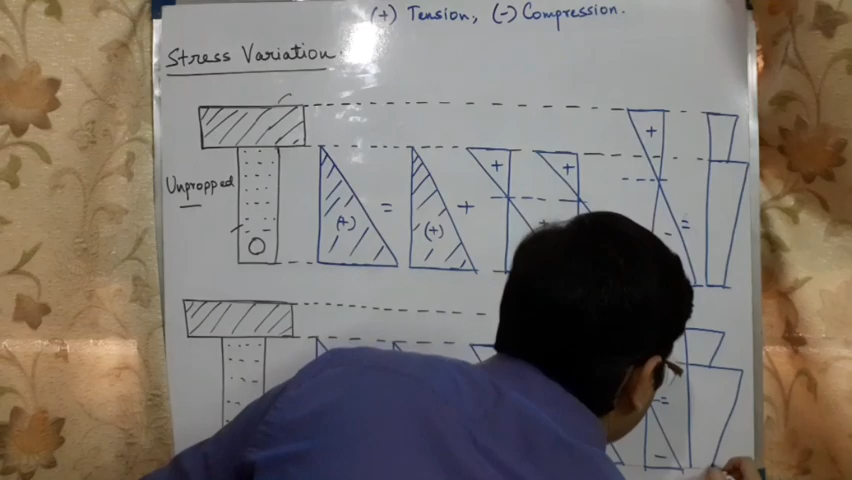 (+) Tension, (-) Compression.
Stress Variation.
+
+ +
Unpropped
(+) = (+) + + - =
=
-